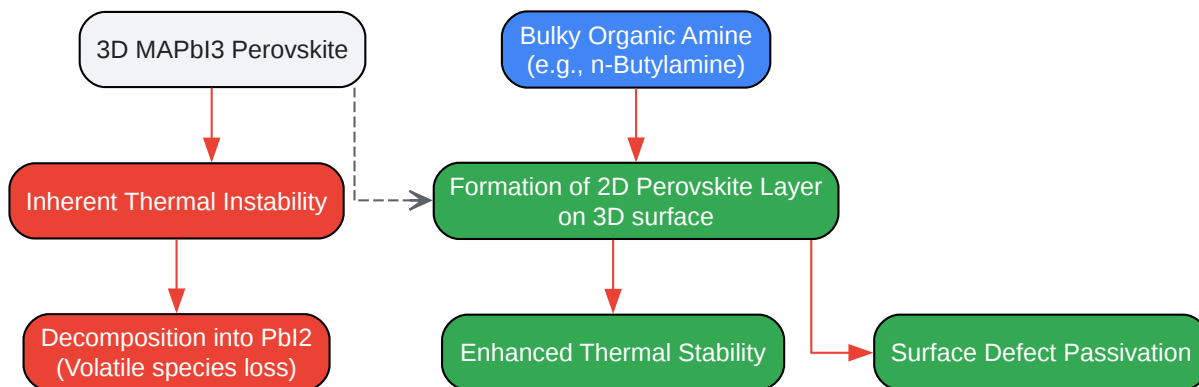 3D MAPbI3 Perovskite
Bulky Organic Amine
(e.g., n-Butylamine)
Inherent Thermal Instability
Formation of 2D Perovskite Layer
on 3D surface
Decomposition into PbI2
(Volatile species loss)
Enhanced Thermal Stability
Surface Defect Passivation